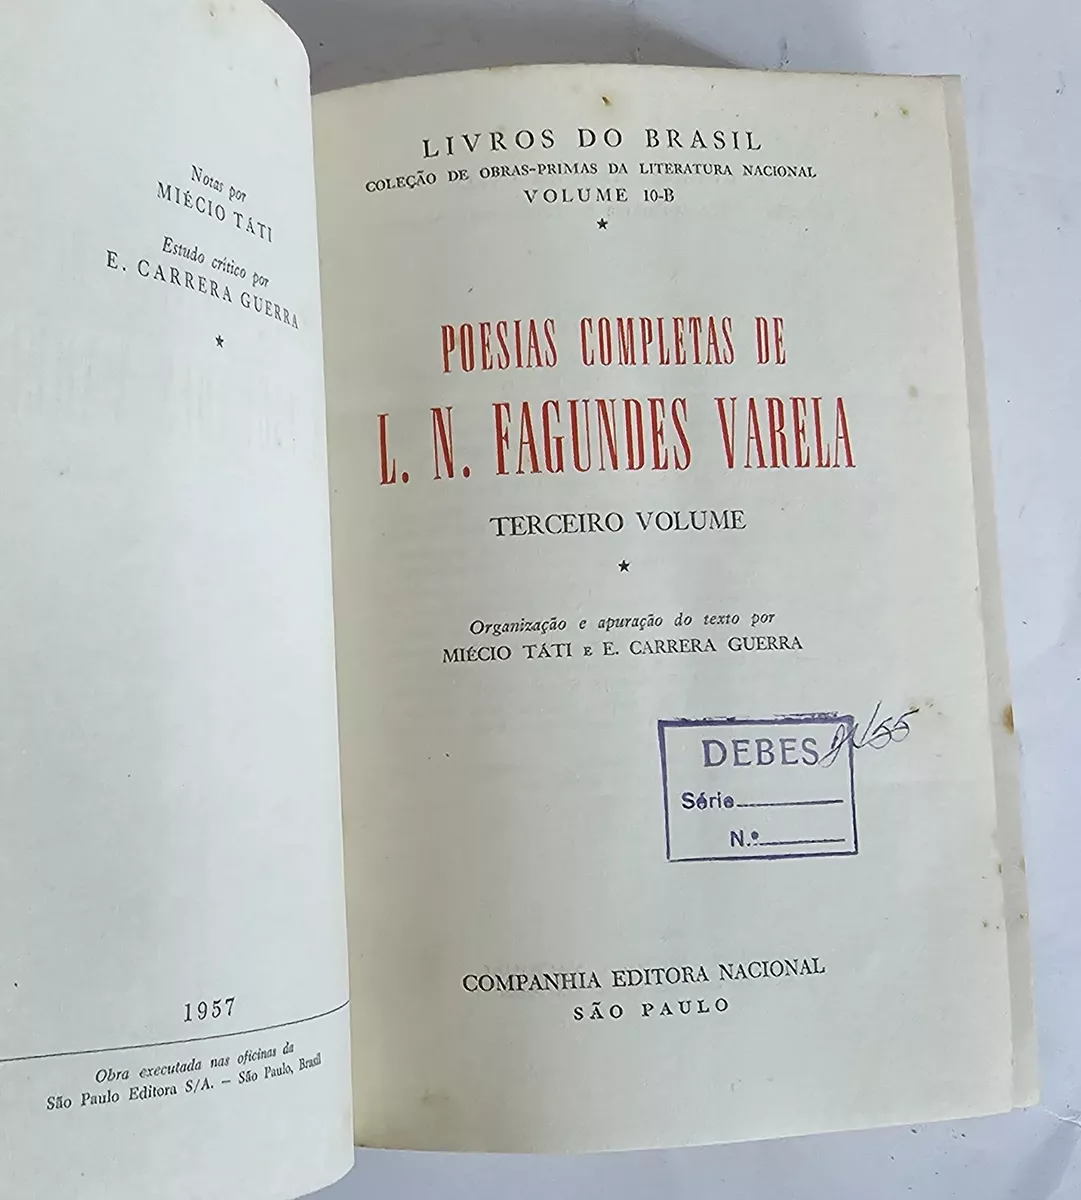 Notas por
MIÉCIO TÁTI
Estudo crítico por
E. CARRERA GUERRA
★
1957
Obra executada nas oficinas da
São Paulo Editora S/A. — São Paulo, Brasil
LIVROS DO BRASIL
COLEÇÃO DE OBRAS-PRIMAS DA LITERATURA NACIONAL
VOLUME 10-B
★
POESIAS COMPLETAS DE
L. N. FAGUNDES VARELA
TERCEIRO VOLUME
★
Organização e apuração do texto por
MIÉCIO TÁTI E E. CARRERA GUERRA
DEBES
Série
N.º
COMPANHIA EDITORA NACIONAL
SÃO PAULO